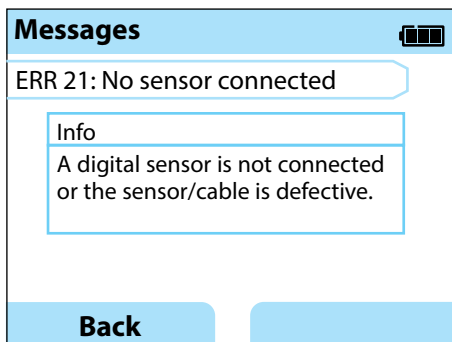 Messages
ERR 21: No sensor connected
Info
A digital sensor is not connected
or the sensor/cable is defective.
Back